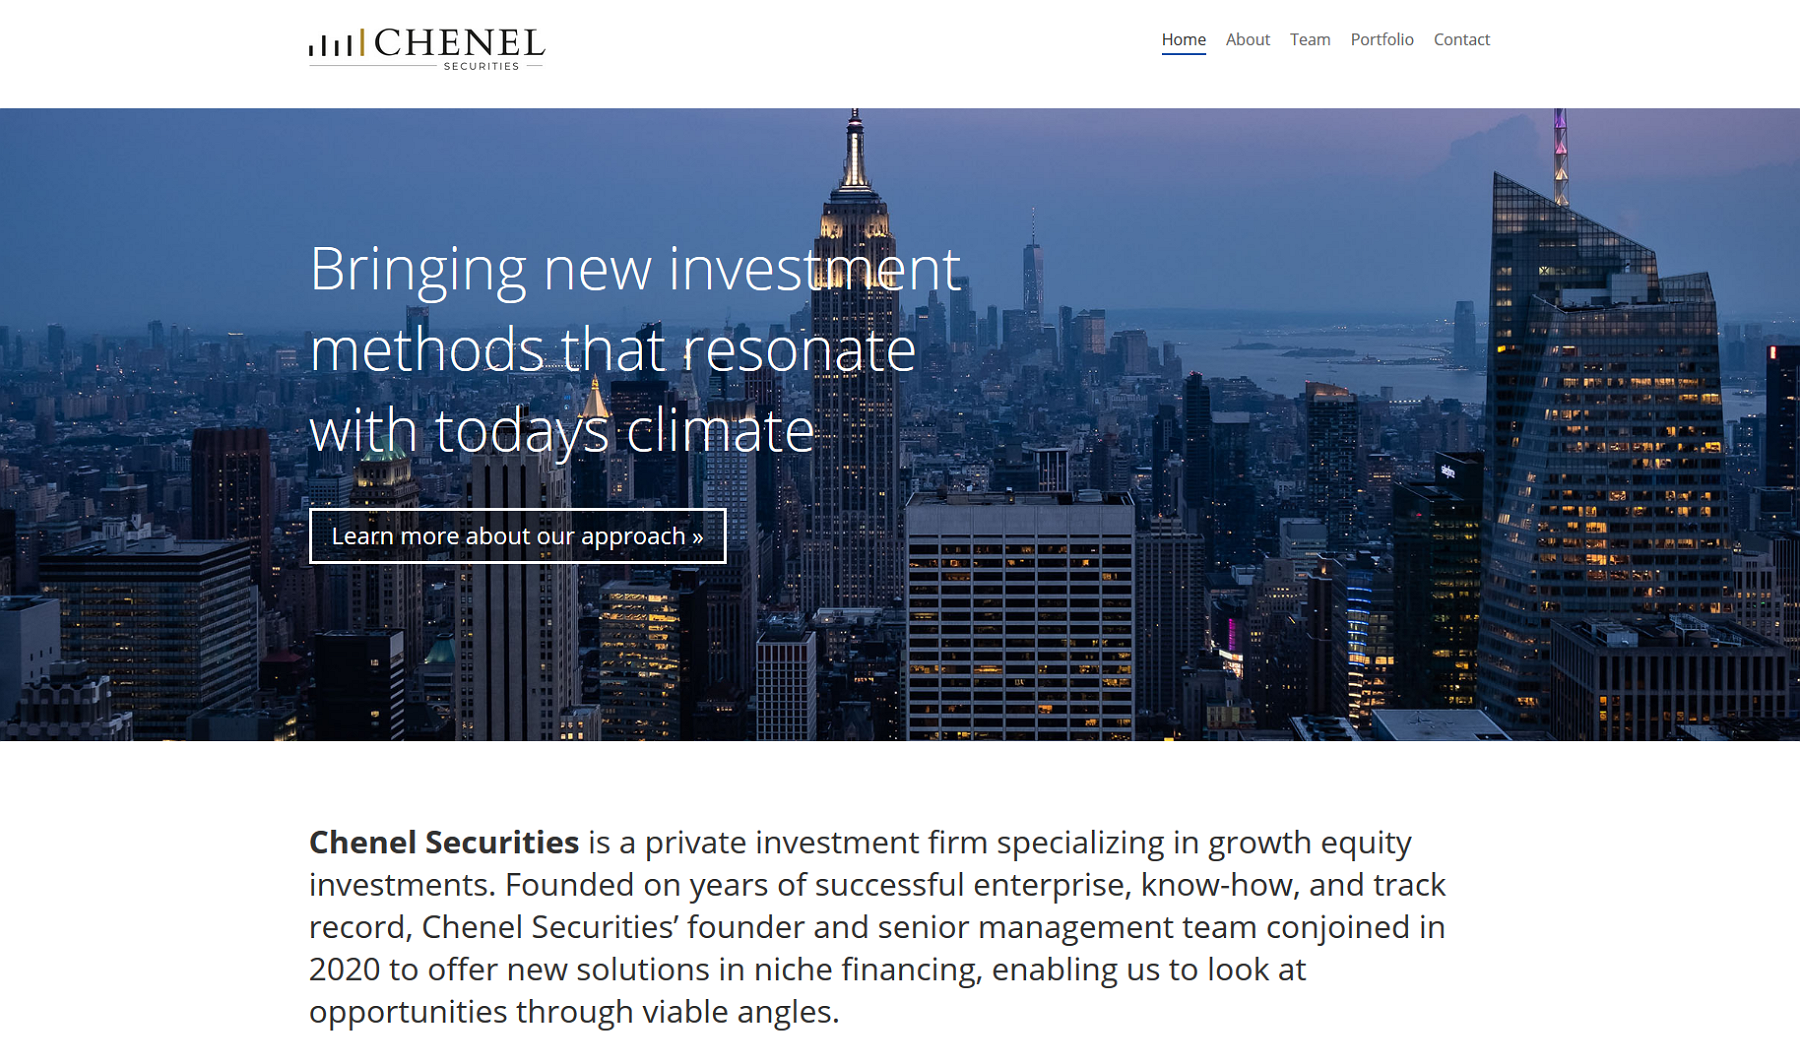 CHENEL
SECURITIES
Home About Team Portfolio Contact
Bringing new investment
methods that resonate
with todays climate
Learn more about our approach »
Chenel Securities is a private investment firm specializing in growth equity
investments. Founded on years of successful enterprise, know-how, and track
record, Chenel Securities’ founder and senior management team conjoined in
2020 to offer new solutions in niche financing, enabling us to look at
opportunities through viable angles.